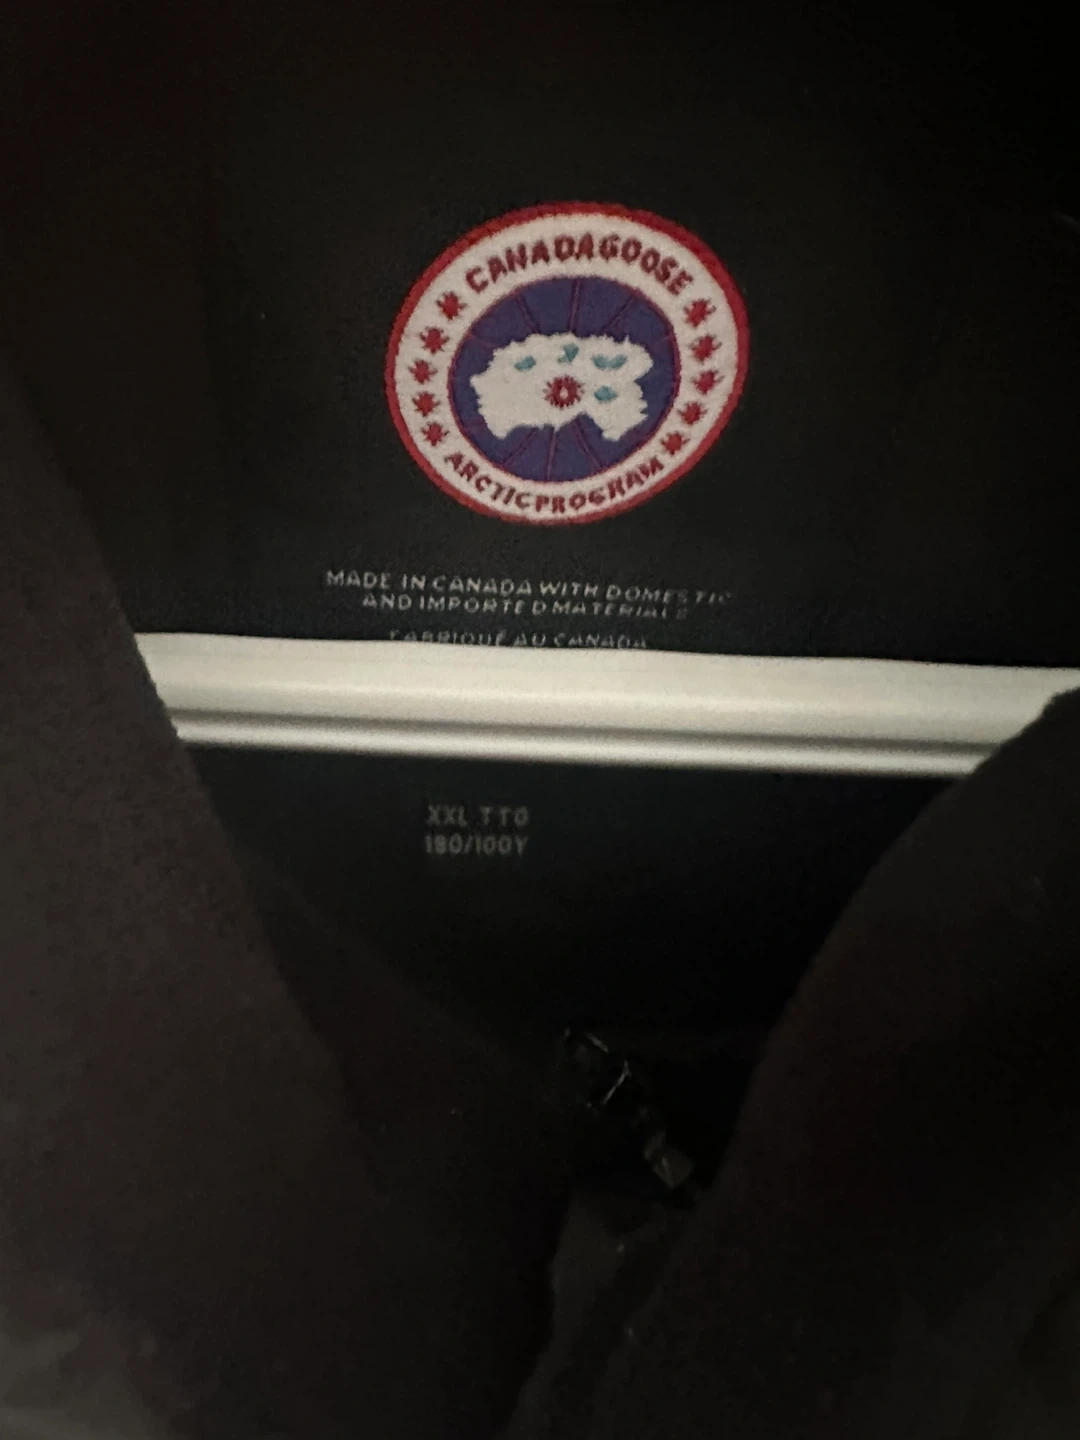 CANADA GOOSE
ARCTIC PROGRAM
MADE IN CANADA WITH DOMESTIC
AND IMPORTED MATERIALS
FABRIQUÉ AU CANADA
XXL TTG
180/100Y